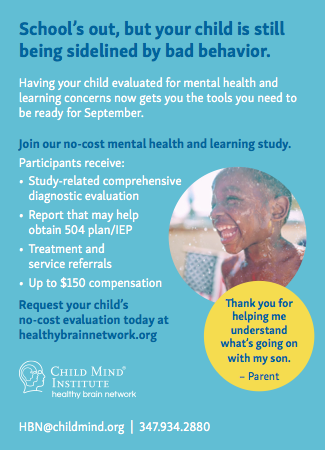 School's out, but your child is still
being sidelined by bad behavior.
Having your child evaluated for mental health and
learning concerns now gets you the tools you need to
be ready for September.
Join our no-cost mental health and learning study.
Participants receive:
• Study-related comprehensive
diagnostic evaluation
• Report that may help
obtain 504 plan/IEP
• Treatment and
service referrals
• Up to $150 compensation
Request your child's
no-cost evaluation today at
healthybrainnetwork.org
Thank you for
helping me
understand
what's going on
with my son.
– Parent
Child Mind®
Institute
healthy brain network
HBN@childmind.org | 347.934.2880